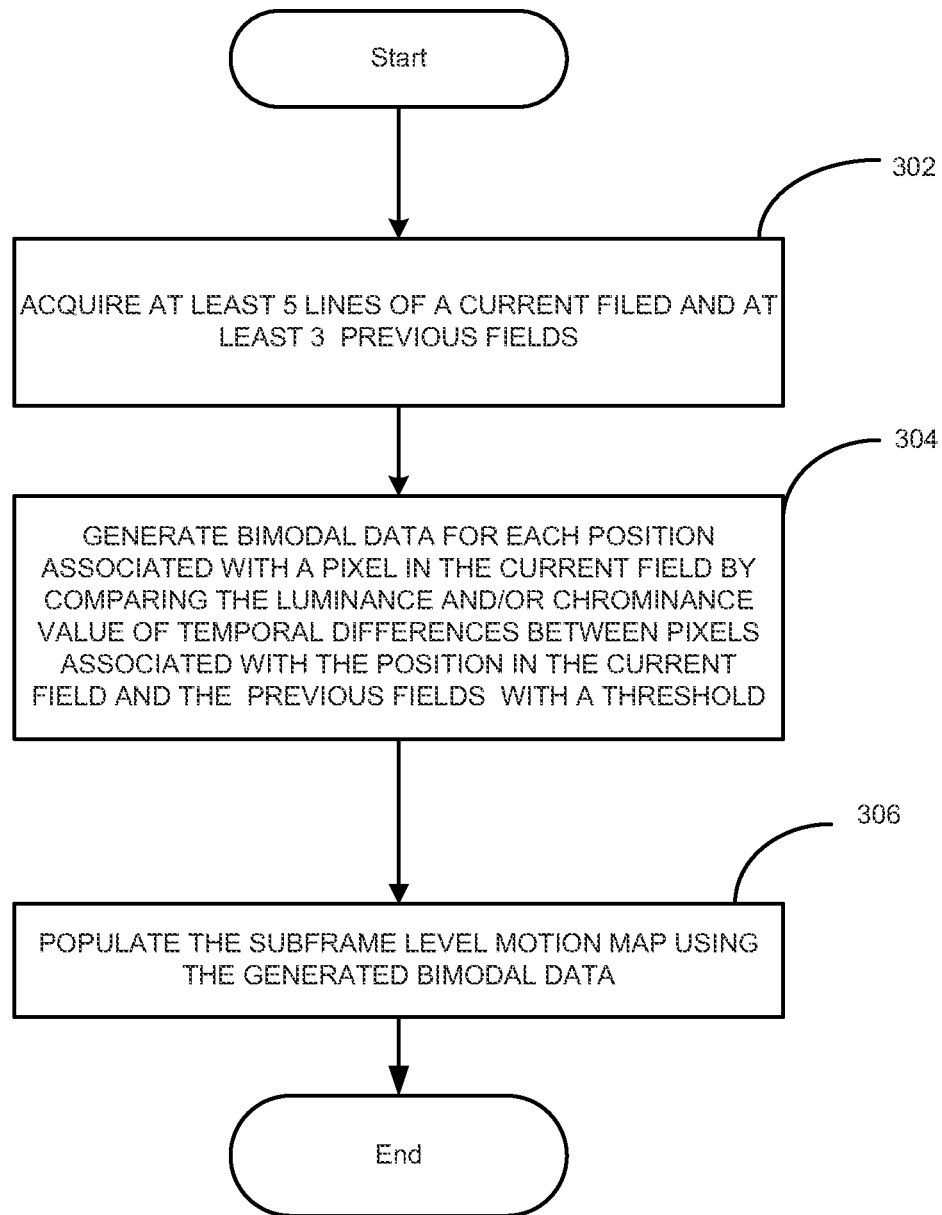 Start
302
ACQUIRE AT LEAST 5 LINES OF A CURRENT FILED AND AT
LEAST 3 PREVIOUS FIELDS
304
GENERATE BIMODAL DATA FOR EACH POSITION
ASSOCIATED WITH A PIXEL IN THE CURRENT FIELD BY
COMPARING THE LUMINANCE AND/OR CHROMINANCE
VALUE OF TEMPORAL DIFFERENCES BETWEEN PIXELS
ASSOCIATED WITH THE POSITION IN THE CURRENT
FIELD AND THE PREVIOUS FIELDS WITH A THRESHOLD
306
POPULATE THE SUBFRAME LEVEL MOTION MAP USING
THE GENERATED BIMODAL DATA
End